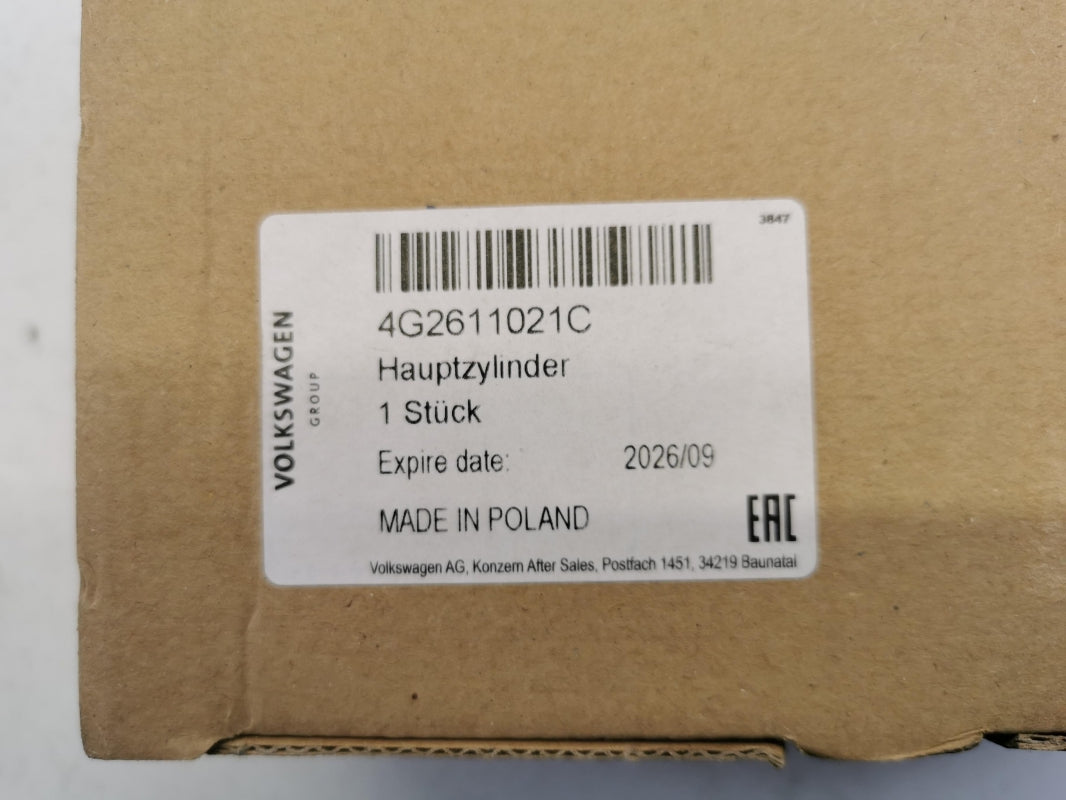 3847
4G2611021C
Hauptzylinder
1 Stück
Expire date: 2026/09
MADE IN POLAND
EAC
Volkswagen AG, Konzern After Sales, Postfach 1451, 34219 Baunatal
VOLKSWAGEN
GROUP